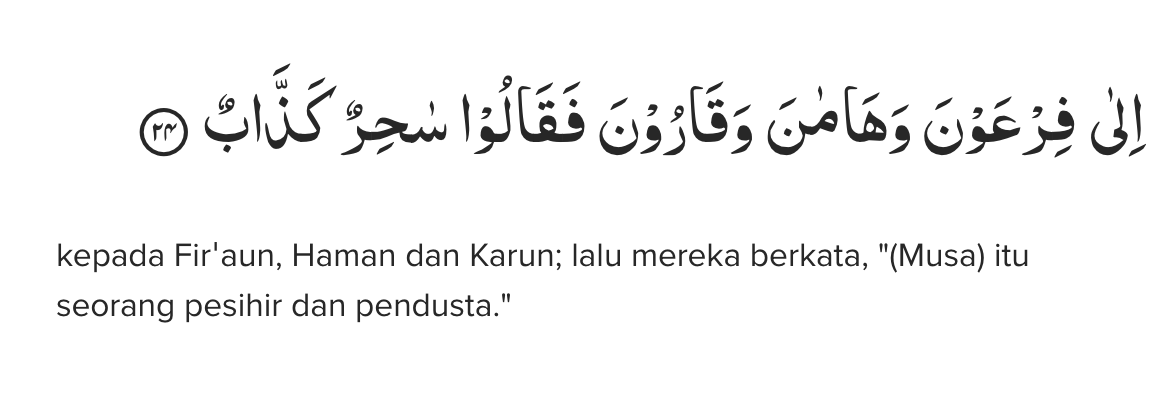 اِلٰى فِرْعَوْنَ وَهَامٰنَ وَقَارُوْنَ فَقَالُوْا سٰحِرٌ كَذَّابٌ ٢٤
kepada Fir'aun, Haman dan Karun; lalu mereka berkata, "(Musa) itu
seorang pesihir dan pendusta."